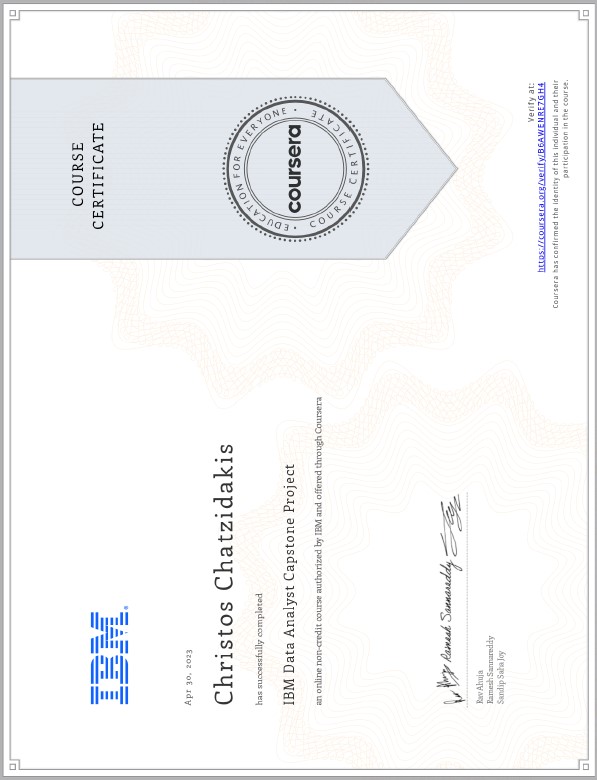 COURSE
CERTIFICATE
IBM
Apr 30, 2023
Christos Chatzidakis
has successfully completed
IBM Data Analyst Capstone Project
an online non-credit course authorized by IBM and offered through Coursera
EDUCATION FOR EVERYONE
coursera
COURSE CERTIFICATE
Ramesh Sannareddy
Rav Ahuja
Ramesh Sannareddy
Sandip Saha Joy
Verify at:
https://coursera.org/verify/B6AWENRE7GH4
Coursera has confirmed the identity of this individual and their
participation in the course.